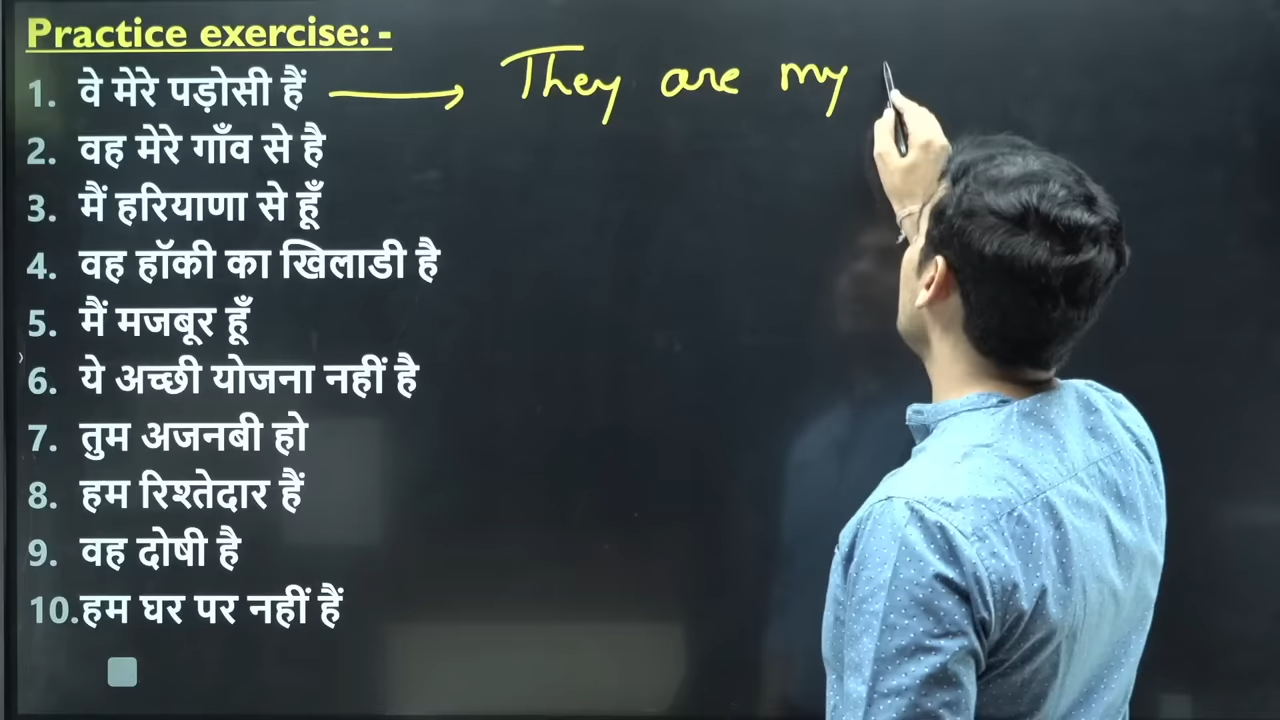 Practice exercise: -
1. वे मेरे पड़ोसी हैं → They are my
2. वह मेरे गाँव से है
3. मैं हरियाणा से हूँ
4. वह हॉकी का खिलाडी है
5. मैं मजबूर हूँ
6. ये अच्छी योजना नहीं है
7. तुम अजनबी हो
8. हम रिश्तेदार हैं
9. वह दोषी है
10. हम घर पर नहीं हैं